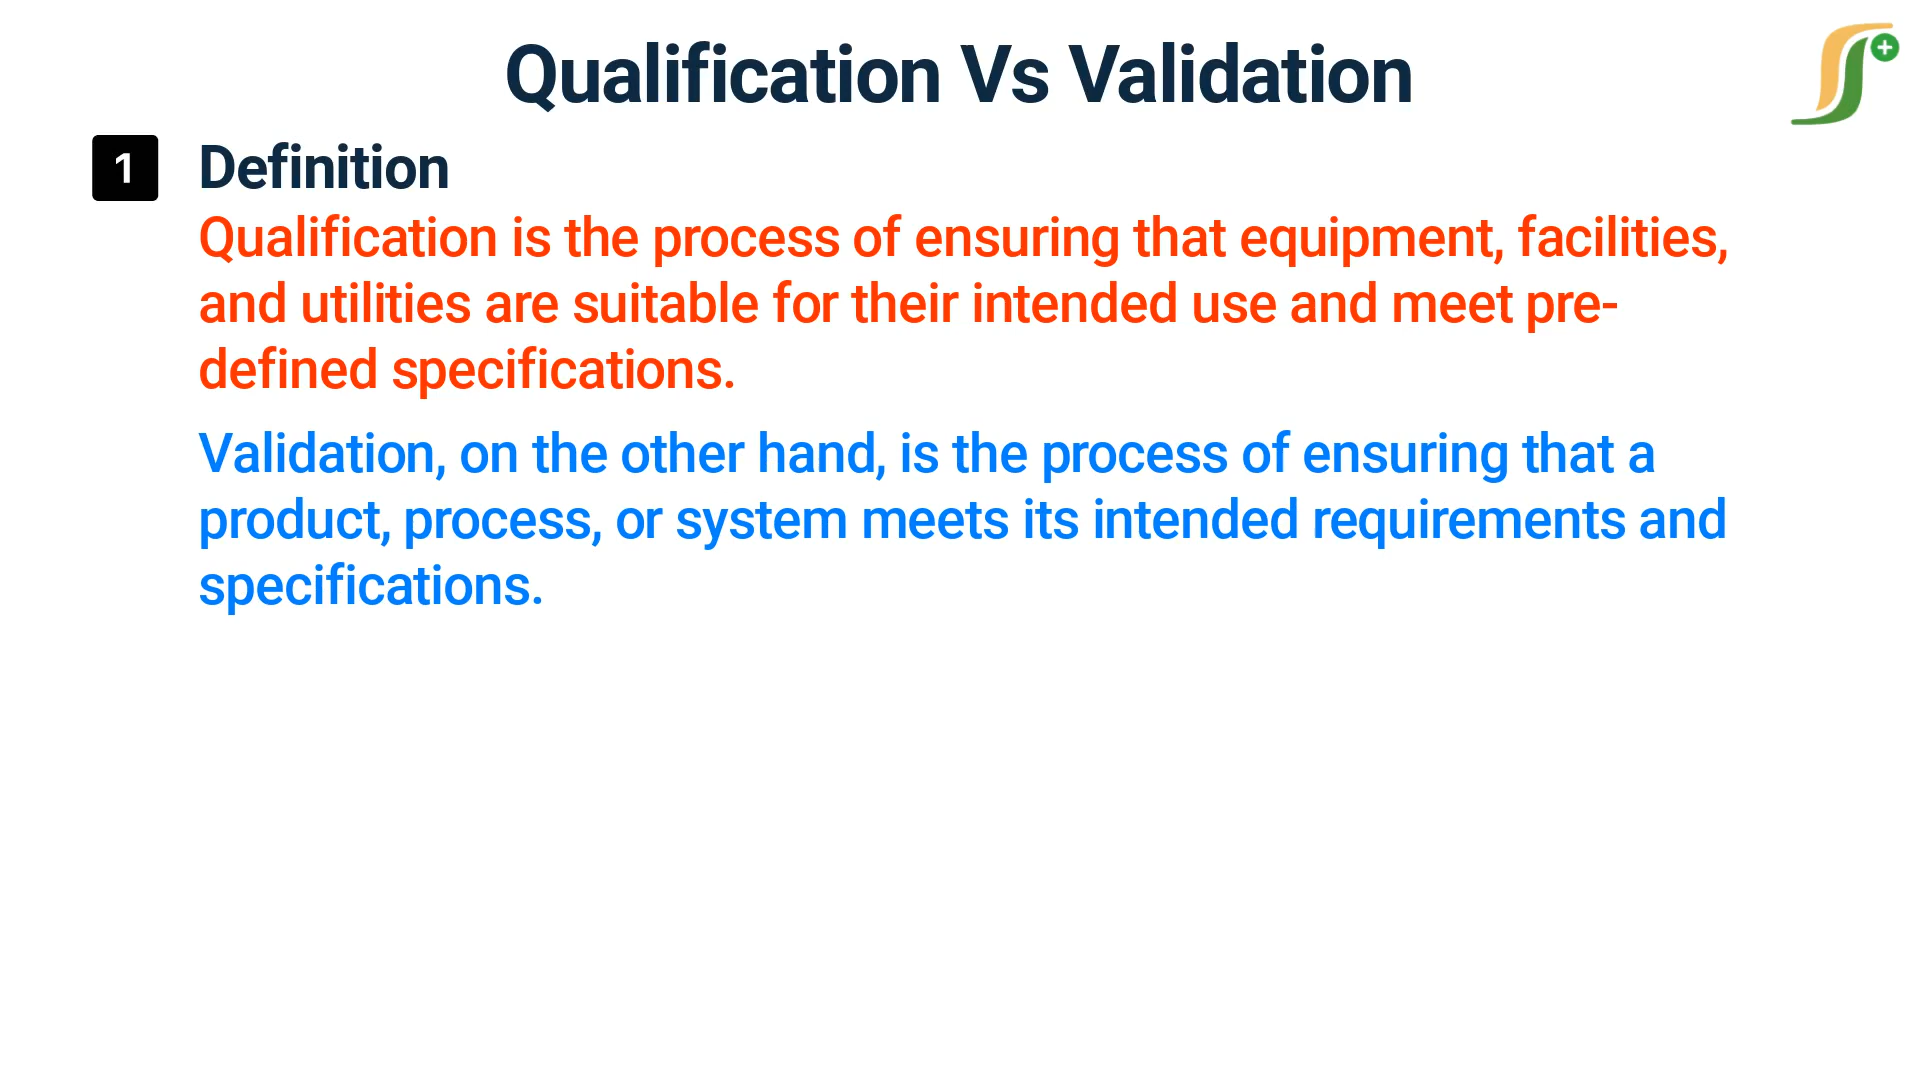 Qualification Vs Validation
1 Definition
Qualification is the process of ensuring that equipment, facilities,
and utilities are suitable for their intended use and meet pre-
defined specifications.
Validation, on the other hand, is the process of ensuring that a
product, process, or system meets its intended requirements and
specifications.